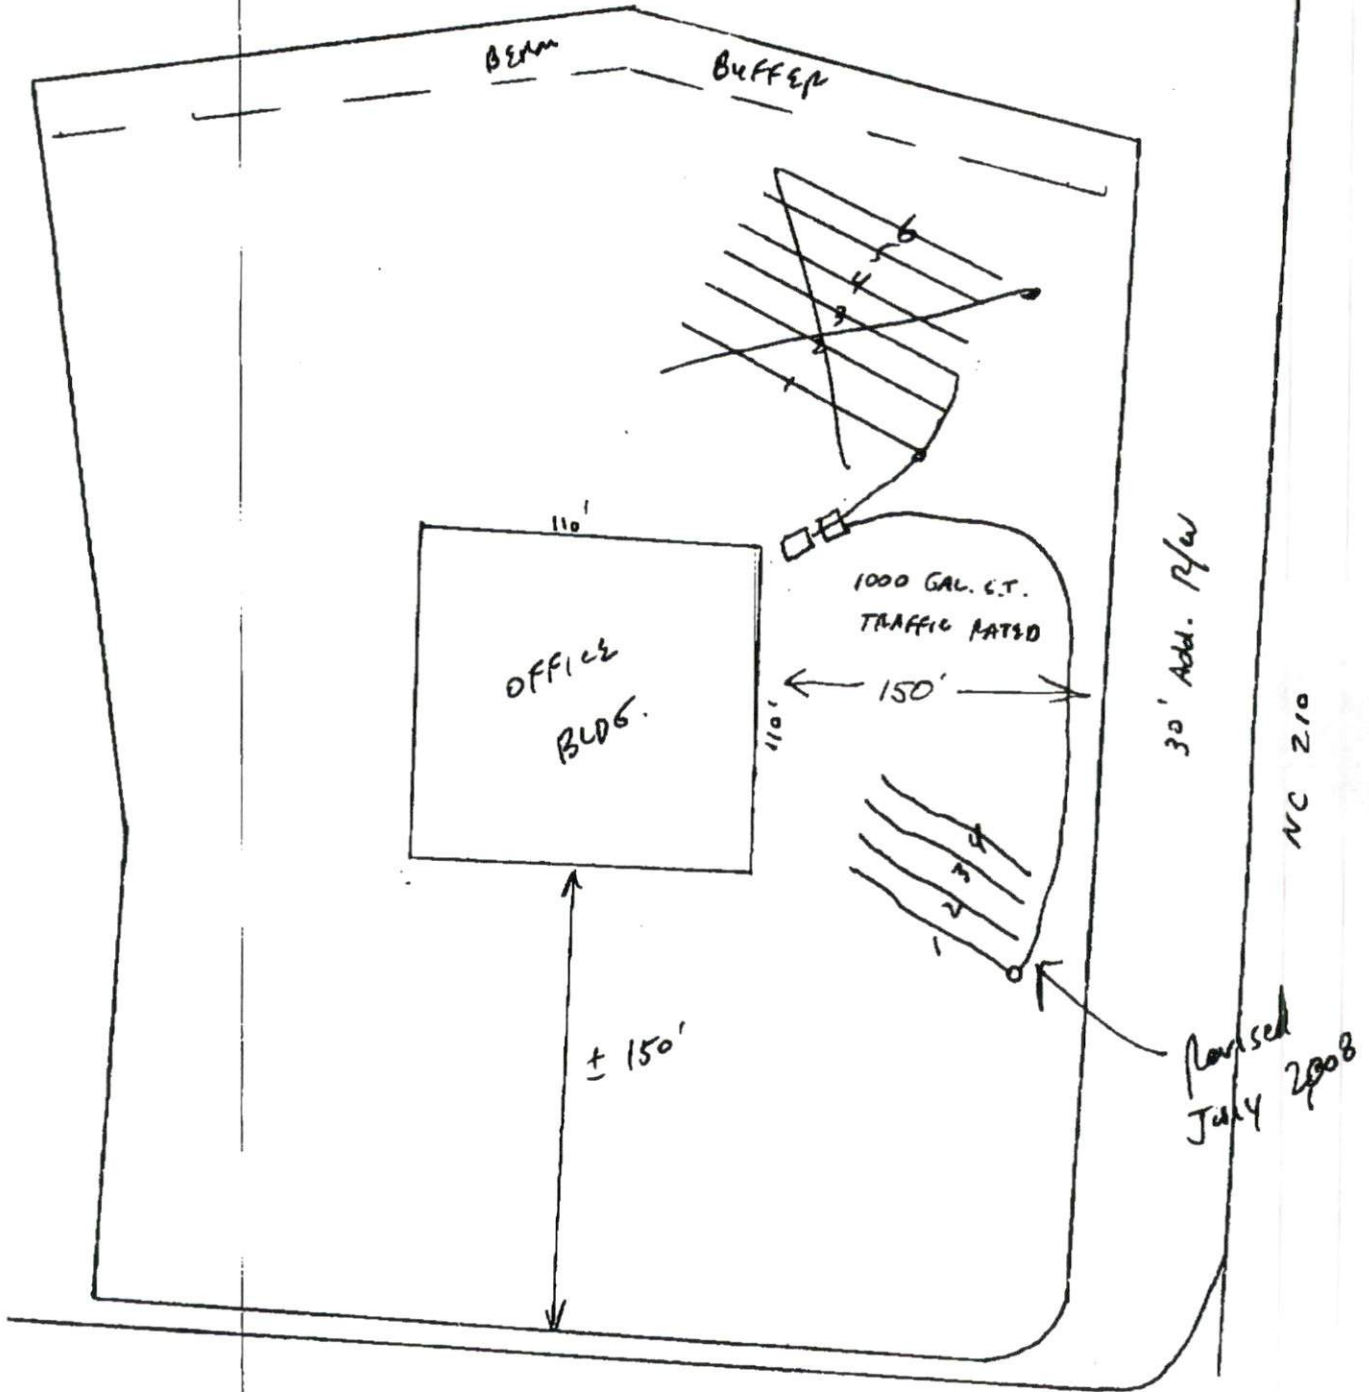 BERM
BUFFER
6
5
4
3
2
1
110'
1000 GAL. S.T.
TRAFFIC RATED
OFFICE
BLDG.
150'
110'
30' Add. R/W
NC 210
4
3
2
1
± 150'
Revised
July 2008